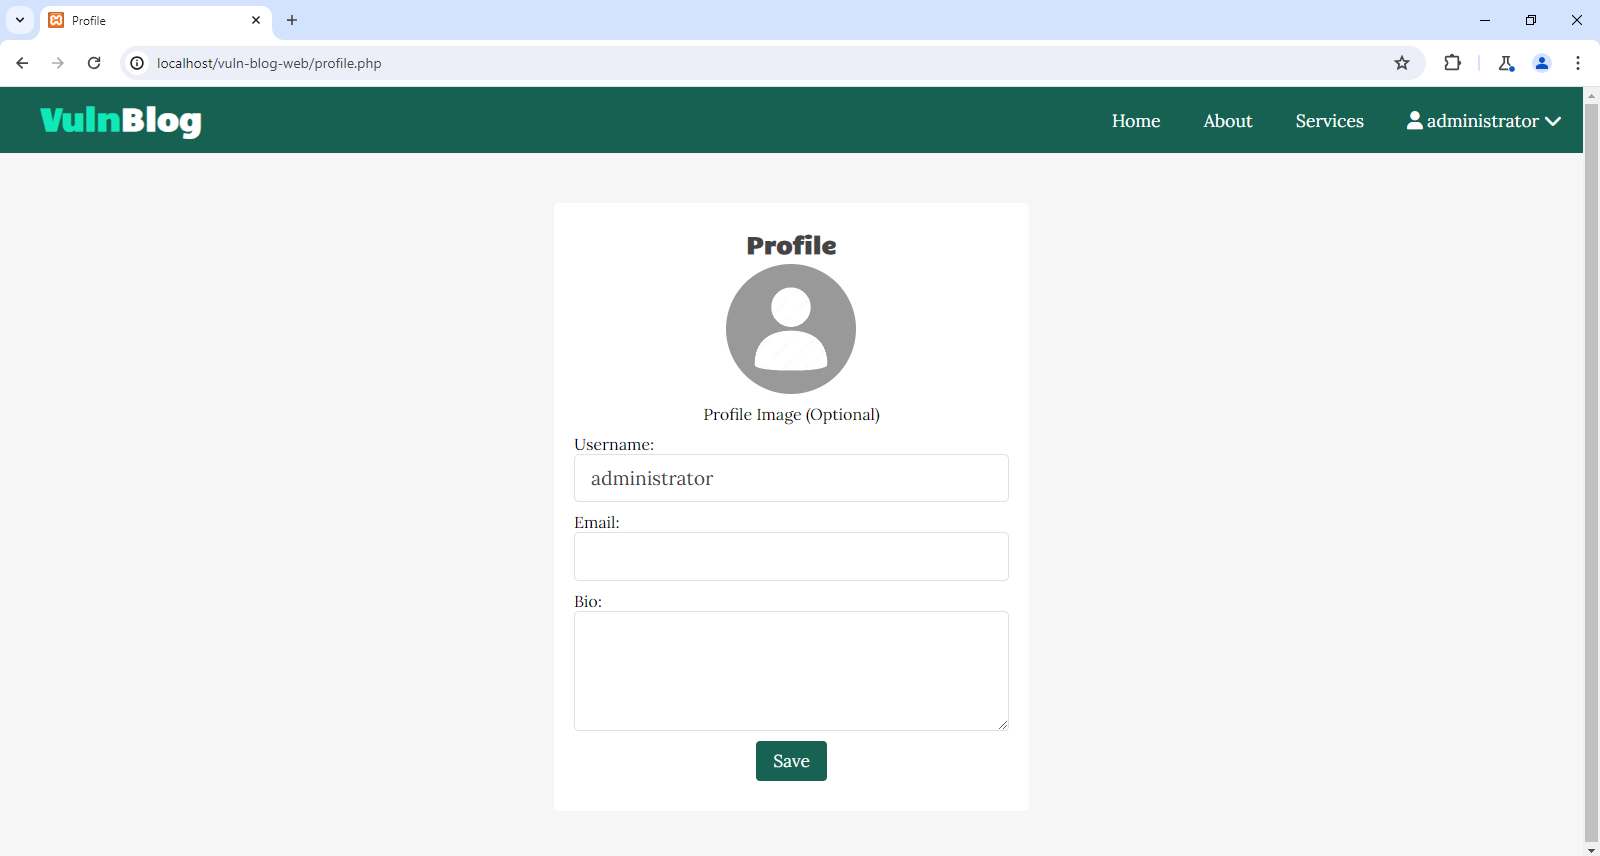 Profile
localhost/vuln-blog-web/profile.php
VulnBlog
Home
About
Services
administrator
Profile
Profile Image (Optional)
Username:
administrator
Email:
Bio:
Save